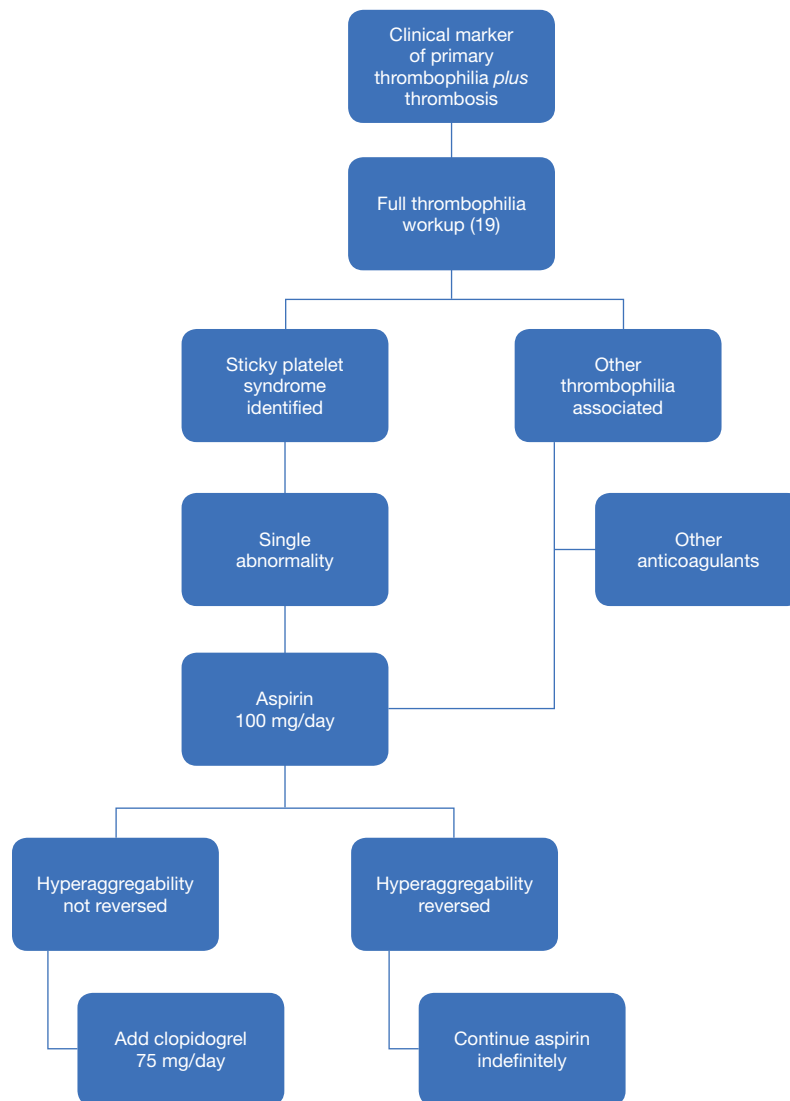 Clinical marker
of primary
thrombophilia plus
thrombosis
Full thrombophilia
workup (19)
Sticky platelet
syndrome
identified
Other
thrombophilia
associated
Single
abnormality
Other
anticoagulants
Aspirin
100 mg/day
Hyperaggregability
not reversed
Hyperaggregability
reversed
Add clopidogrel
75 mg/day
Continue aspirin
indefinitely